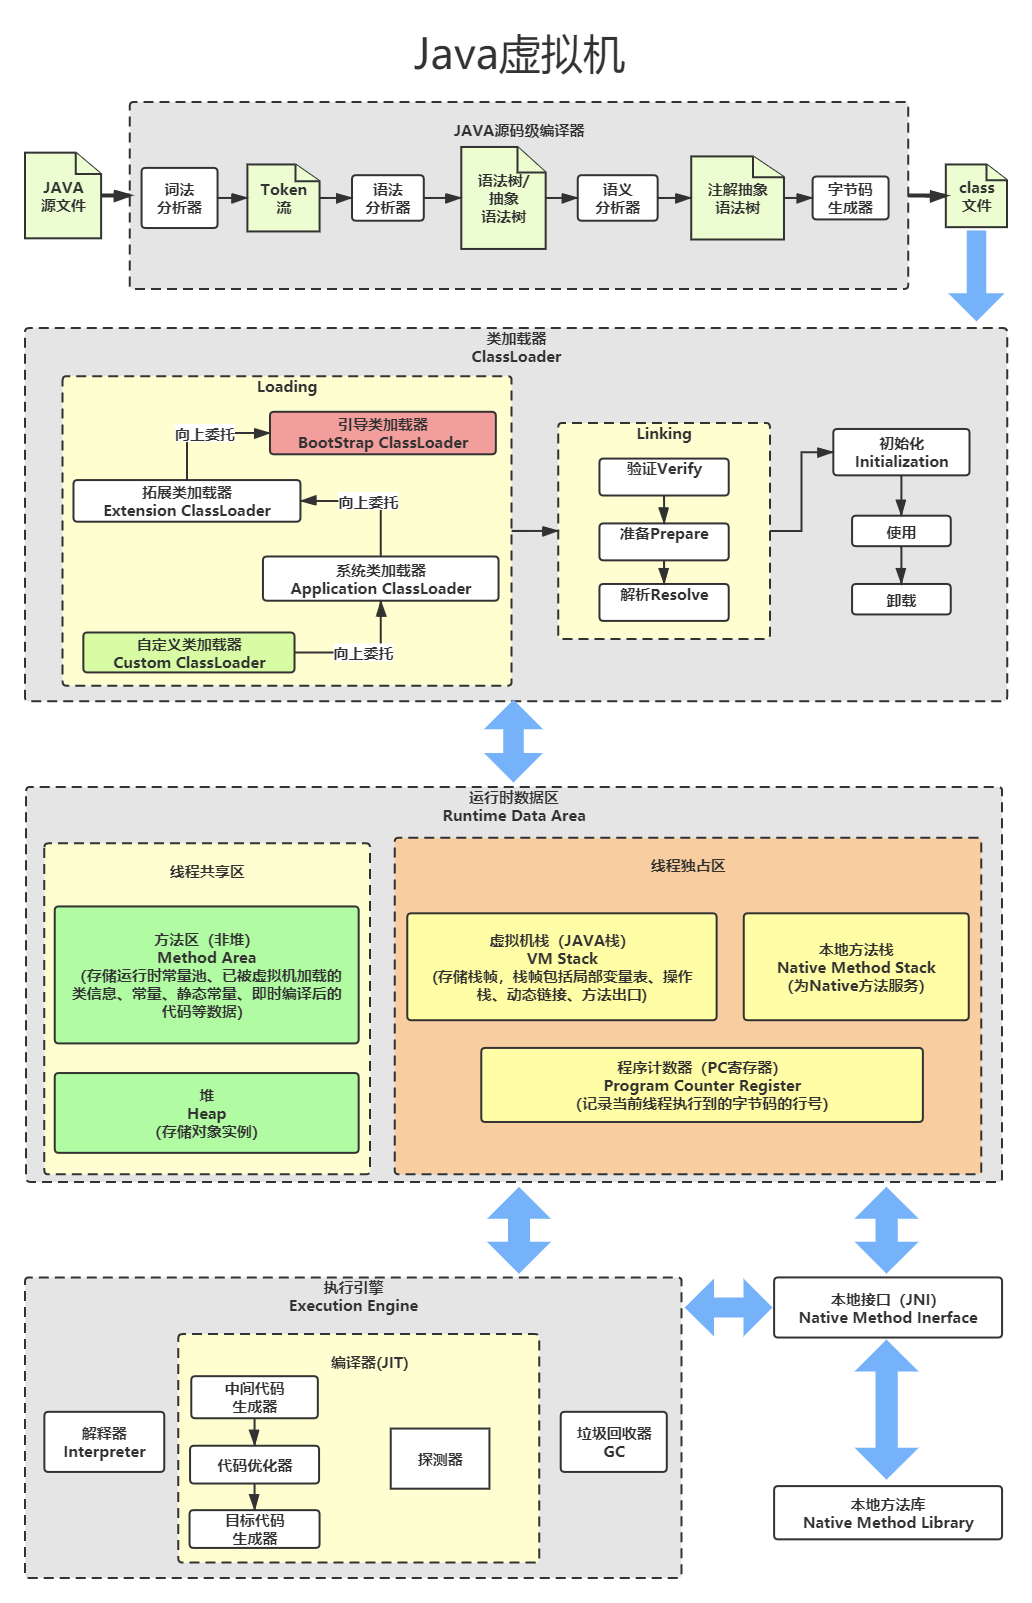 Java虚拟机
JAVA源码级编译器
JAVA
源文件
词法
分析器
Token
流
语法
分析器
语法树/
抽象
语法树
语义
分析器
注解抽象
语法树
字节码
生成器
class
文件
类加载器
ClassLoader
Loading
引导类加载器
BootStrap ClassLoader
向上委托
拓展类加载器
Extension ClassLoader
向上委托
系统类加载器
Application ClassLoader
自定义类加载器
Custom ClassLoader
向上委托
Linking
验证Verify
准备Prepare
解析Resolve
初始化
Initialization
使用
卸载
运行时数据区
Runtime Data Area
线程共享区
方法区（非堆）
Method Area
(存储运行时常量池、已被虚拟机加载的
类信息、常量、静态常量、即时编译后的
代码等数据)
堆
Heap
(存储对象实例)
线程独占区
虚拟机栈（JAVA栈）
VM Stack
(存储栈帧，栈帧包括局部变量表、操作
栈、动态链接、方法出口)
本地方法栈
Native Method Stack
(为Native方法服务)
程序计数器（PC寄存器）
Program Counter Register
(记录当前线程执行到的字节码的行号)
执行引擎
Execution Engine
解释器
Interpreter
编译器(JIT)
中间代码
生成器
代码优化器
目标代码
生成器
探测器
垃圾回收器
GC
本地接口（JNI）
Native Method Inerface
本地方法库
Native Method Library